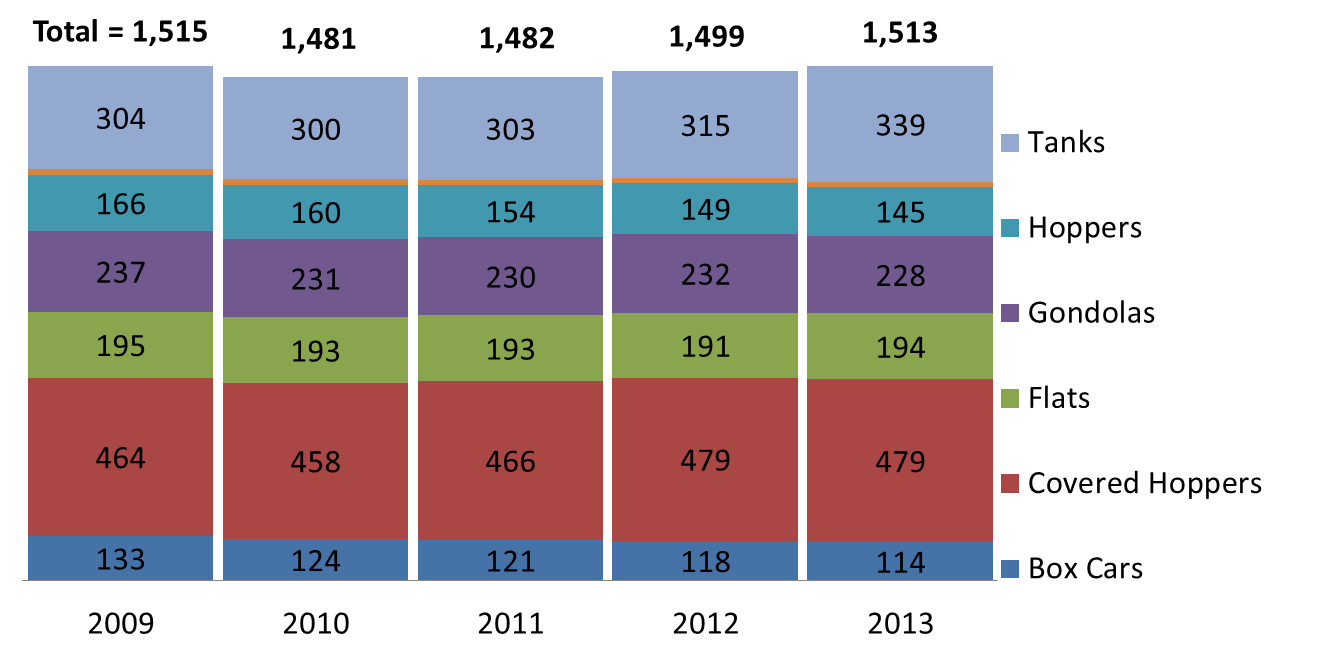 Total = 1,515 1,481 1,482 1,499 1,513
304 300 303 315 339
Tanks
166 160 154 149 145
Hoppers
237 231 230 232 228
Gondolas
195 193 193 191 194
Flats
464 458 466 479 479
Covered Hoppers
133 124 121 118 114
Box Cars
2009 2010 2011 2012 2013